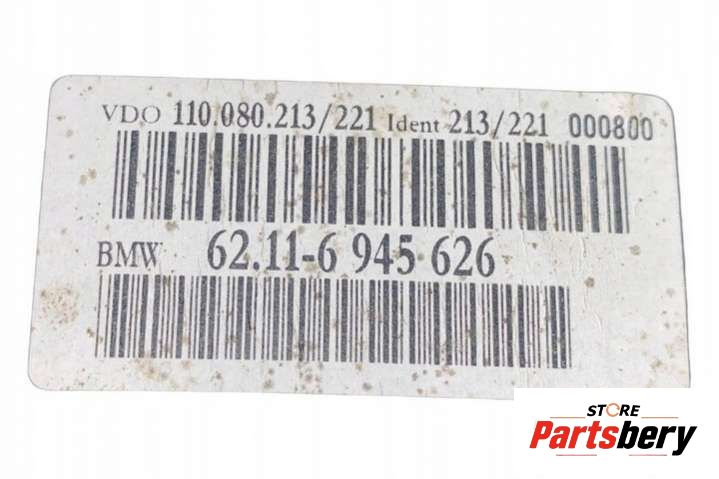 VDO 110.080.213/221 Ident 213/221 000800
BMW 62.11-6 945 626
STORE
Partsbery